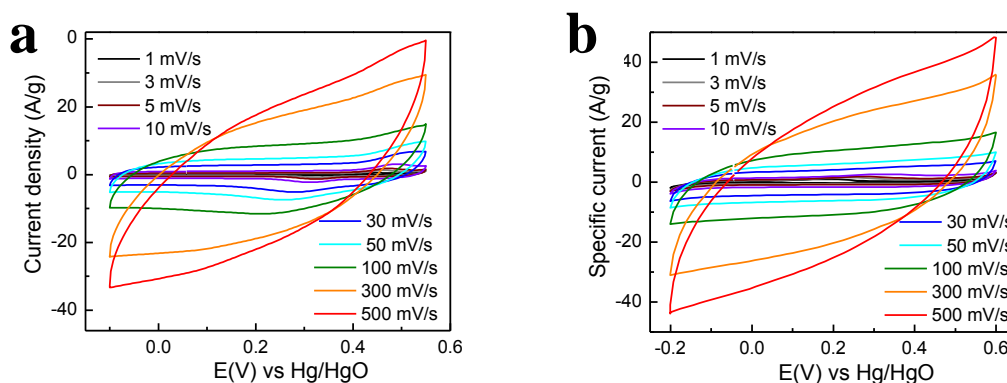 a
0
20
0
-20
-40
0.0 0.2 0.4 0.6
Current density (A/g)
E(V) vs Hg/HgO
1 mV/s
3 mV/s
5 mV/s
10 mV/s
30 mV/s
50 mV/s
100 mV/s
300 mV/s
500 mV/s
b
40
20
0
-20
-40
-0.2 0.0 0.2 0.4 0.6
Specific current (A/g)
E(V) vs Hg/HgO
1 mV/s
3 mV/s
5 mV/s
10 mV/s
30 mV/s
50 mV/s
100 mV/s
300 mV/s
500 mV/s